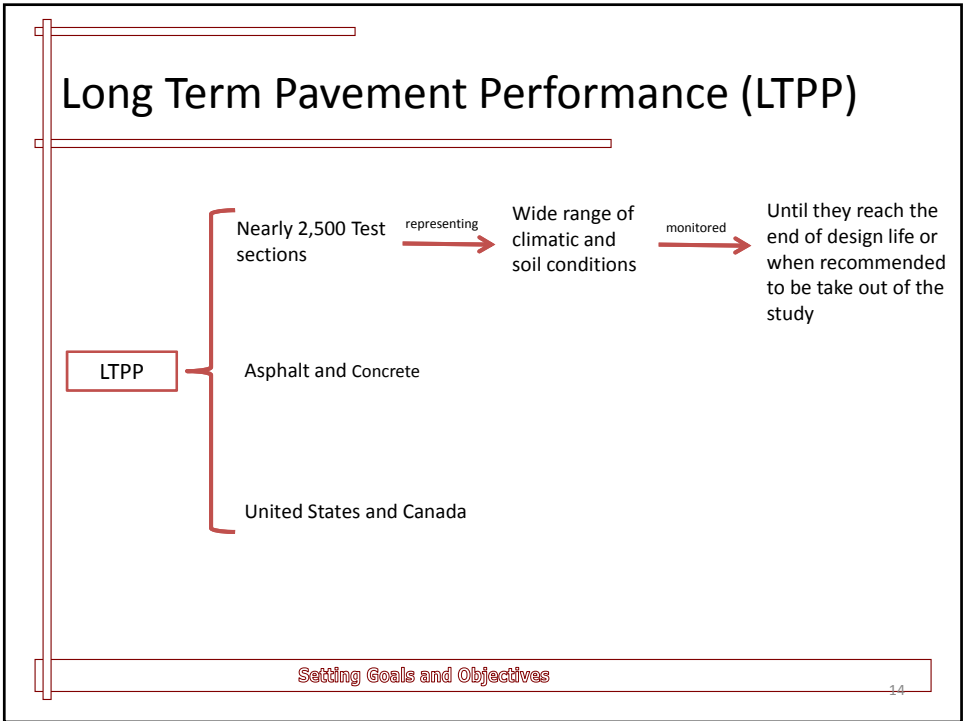 Long Term Pavement Performance (LTPP)
Nearly 2,500 Test
sections
representing
Wide range of
climatic and
soil conditions
monitored
Until they reach the
end of design life or
when recommended
to be take out of the
study
LTPP
Asphalt and Concrete
United States and Canada
Setting Goals and Objectives
14